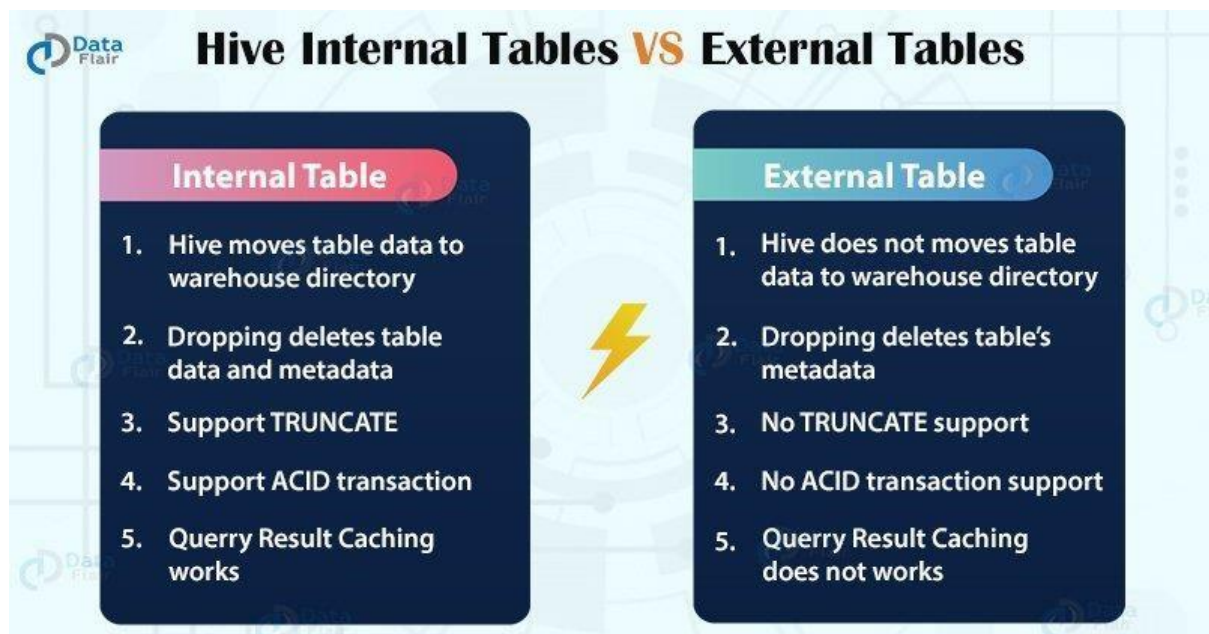 Data
Flair
Hive Internal Tables VS External Tables
Internal Table
1. Hive moves table data to
warehouse directory
2. Dropping deletes table
data and metadata
3. Support TRUNCATE
4. Support ACID transaction
5. Querry Result Caching
works
External Table
1. Hive does not moves table
data to warehouse directory
2. Dropping deletes table's
metadata
3. No TRUNCATE support
4. No ACID transaction support
5. Querry Result Caching
does not works